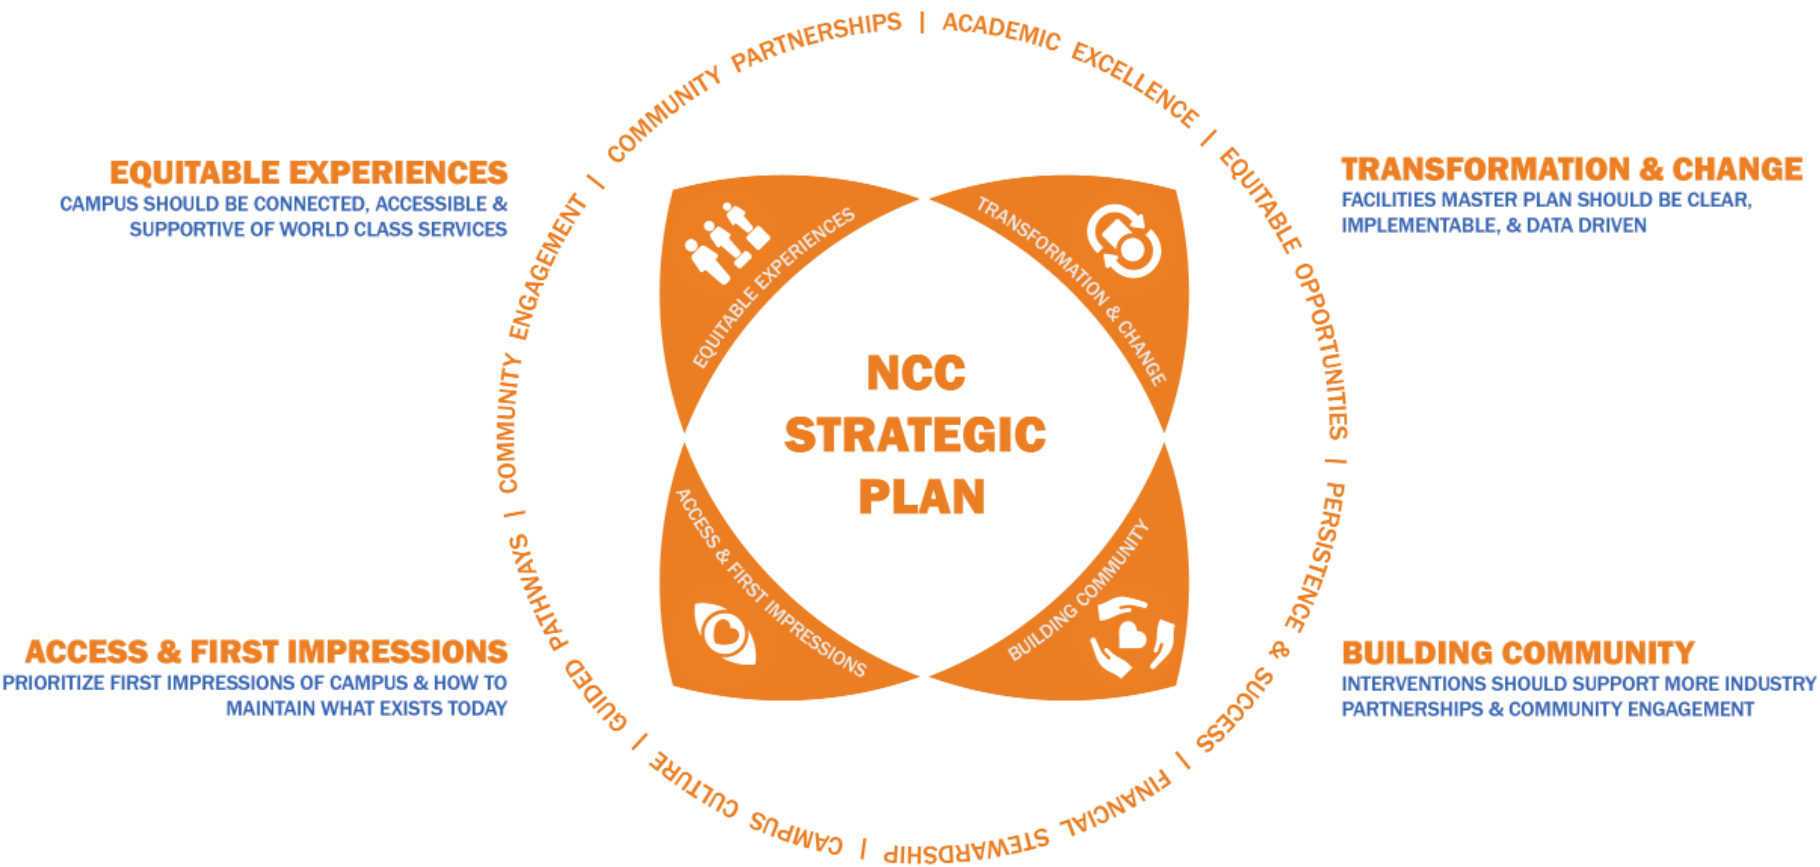 COMMUNITY PARTNERSHIPS | ACADEMIC EXCELLENCE | EQUITABLE OPPORTUNITIES | PERSISTENCE & SUCCESS | FINANCIAL STEWARDSHIP | CAMPUS CULTURE | GUIDED PATHWAYS | COMMUNITY ENGAGEMENT |
EQUITABLE EXPERIENCES
CAMPUS SHOULD BE CONNECTED, ACCESSIBLE &
SUPPORTIVE OF WORLD CLASS SERVICES
TRANSFORMATION & CHANGE
FACILITIES MASTER PLAN SHOULD BE CLEAR,
IMPLEMENTABLE, & DATA DRIVEN
EQUITABLE EXPERIENCES
TRANSFORMATION & CHANGE
NCC
STRATEGIC
PLAN
ACCESS & FIRST IMPRESSIONS
BUILDING COMMUNITY
ACCESS & FIRST IMPRESSIONS
PRIORITIZE FIRST IMPRESSIONS OF CAMPUS & HOW TO
MAINTAIN WHAT EXISTS TODAY
BUILDING COMMUNITY
INTERVENTIONS SHOULD SUPPORT MORE INDUSTRY
PARTNERSHIPS & COMMUNITY ENGAGEMENT